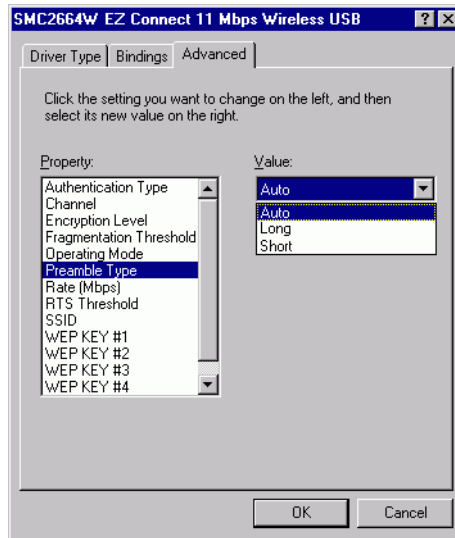 SMC2664W EZ Connect 11 Mbps Wireless USB
Driver Type Bindings Advanced
Click the setting you want to change on the left, and then
select its new value on the right.
Property: Value:
Authentication Type
Channel
Encryption Level
Fragmentation Threshold
Operating Mode
Preamble Type
Rate (Mbps)
RTS Threshold
SSID
WEP KEY #1
WEP KEY #2
WEP KEY #3
WEP KEY #4
Auto
Auto
Long
Short
OK Cancel